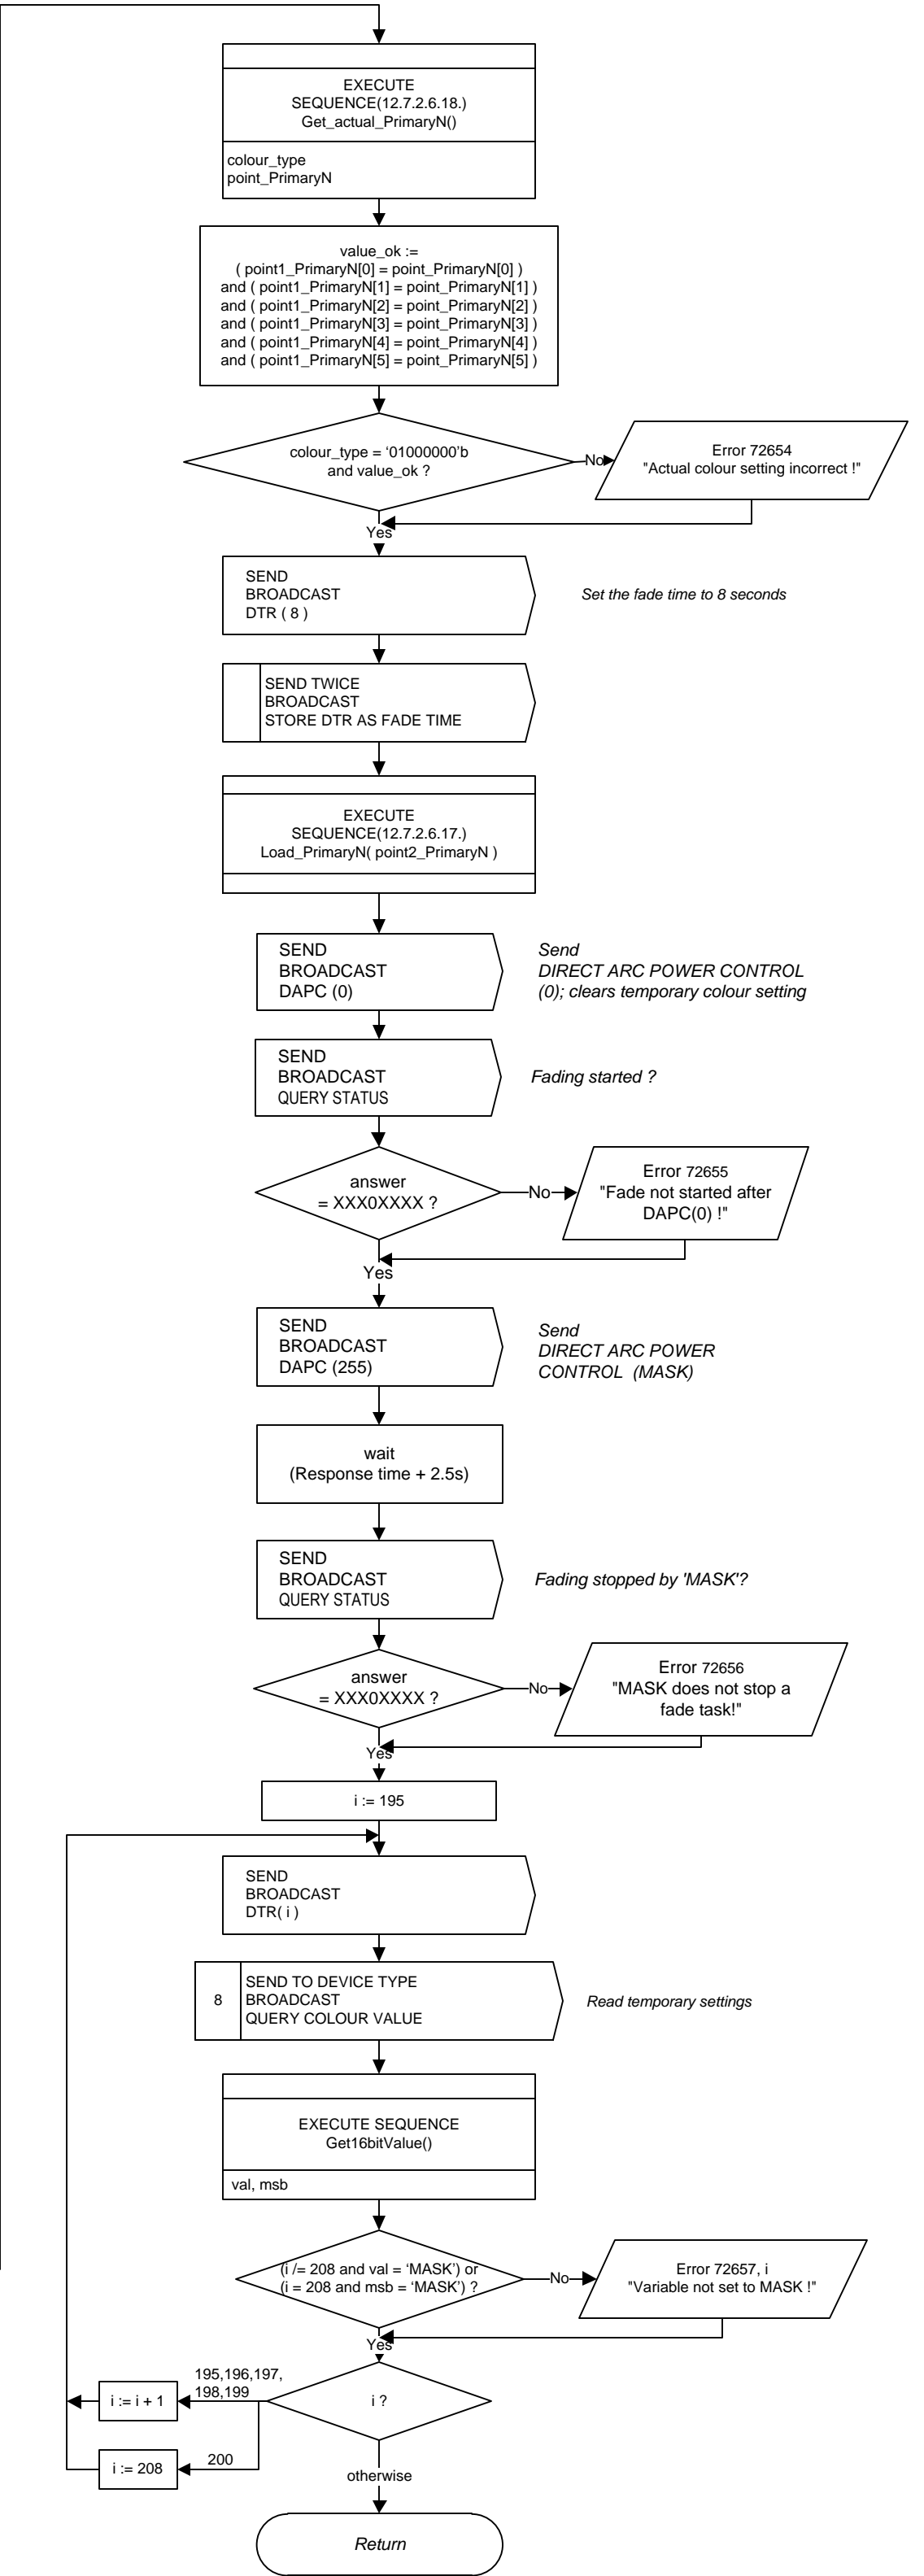 EXECUTE
SEQUENCE(12.7.2.6.18.)
Get_actual_PrimaryN()
colour_type
point_PrimaryN
value_ok :=
( point1_PrimaryN[0] = point_PrimaryN[0] )
and ( point1_PrimaryN[1] = point_PrimaryN[1] )
and ( point1_PrimaryN[2] = point_PrimaryN[2] )
and ( point1_PrimaryN[3] = point_PrimaryN[3] )
and ( point1_PrimaryN[4] = point_PrimaryN[4] )
and ( point1_PrimaryN[5] = point_PrimaryN[5] )
colour_type = ‘01000000’b
and value_ok ?
No
Error 72654
"Actual colour setting incorrect !"
Yes
SEND
BROADCAST
DTR ( 8 )
Set the fade time to 8 seconds
SEND TWICE
BROADCAST
STORE DTR AS FADE TIME
EXECUTE
SEQUENCE(12.7.2.6.17.)
Load_PrimaryN( point2_PrimaryN )
SEND
BROADCAST
DAPC (0)
Send
DIRECT ARC POWER CONTROL
(0); clears temporary colour setting
SEND
BROADCAST
QUERY STATUS
Fading started ?
answer
= XXX0XXXX ?
No
Error 72655
"Fade not started after
DAPC(0) !"
Yes
SEND
BROADCAST
DAPC (255)
Send
DIRECT ARC POWER
CONTROL (MASK)
wait
(Response time + 2.5s)
SEND
BROADCAST
QUERY STATUS
Fading stopped by 'MASK'?
answer
= XXX0XXXX ?
No
Error 72656
"MASK does not stop a
fade task!"
Yes
i := 195
SEND
BROADCAST
DTR( i )
8
SEND TO DEVICE TYPE
BROADCAST
QUERY COLOUR VALUE
Read temporary settings
EXECUTE SEQUENCE
Get16bitValue()
val, msb
(i /= 208 and val = ‘MASK’) or
(i = 208 and msb = ‘MASK’) ?
No
Error 72657, i
"Variable not set to MASK !"
Yes
195,196,197,
198,199
i := i + 1
i ?
200
i := 208
otherwise
Return